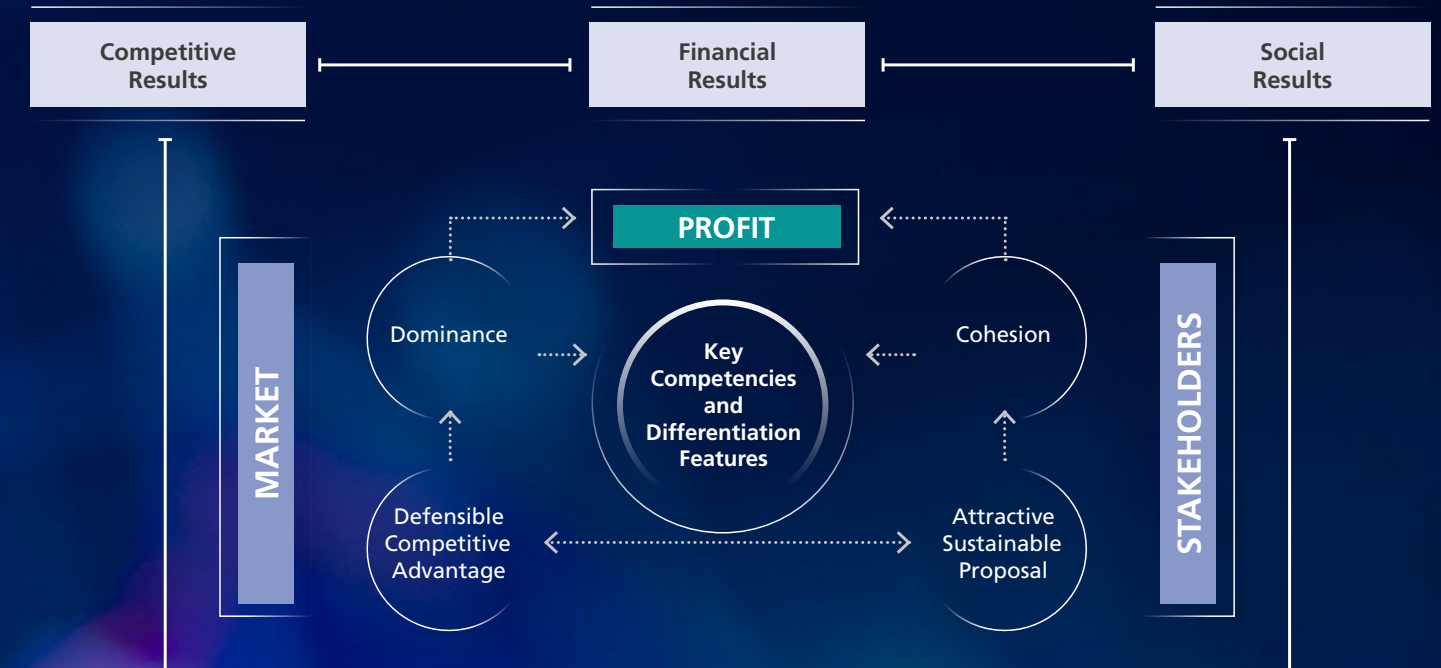 Competitive
Results
Financial
Results
Social
Results
PROFIT
MARKET
Dominance
Key
Competencies
and
Differentiation
Features
Cohesion
STAKEHOLDERS
Defensible
Competitive
Advantage
Attractive
Sustainable
Proposal